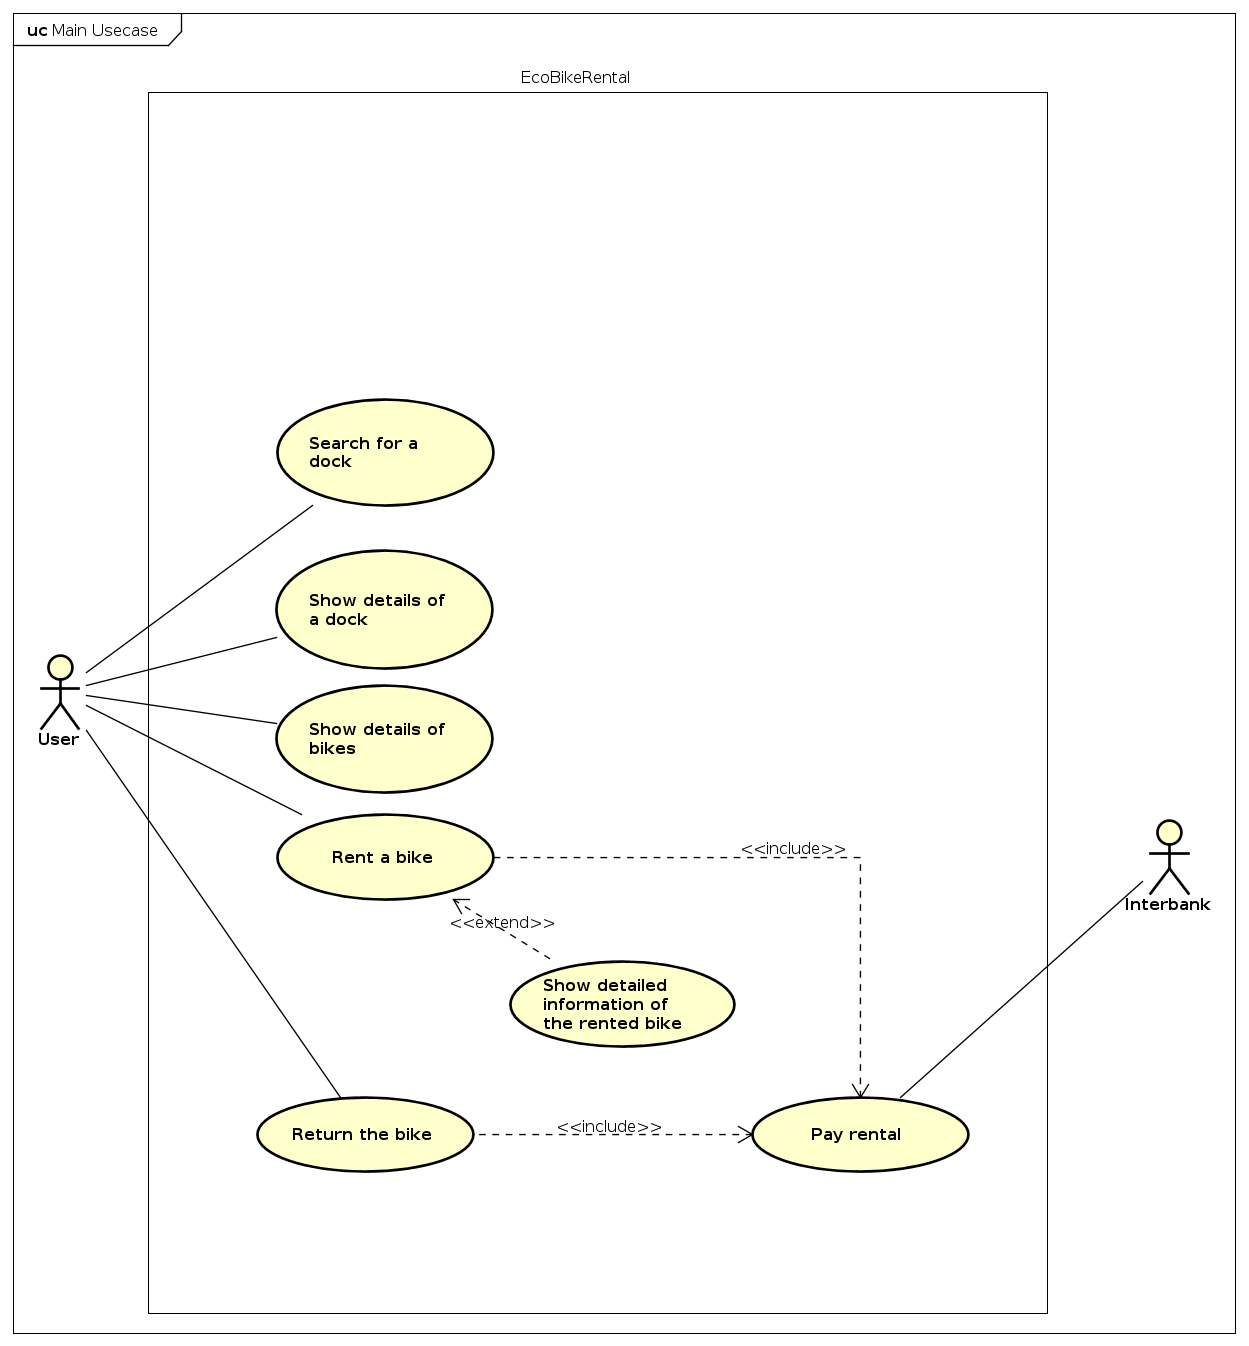 uc Main Usecase
EcoBikeRental
Search for a
dock
Show details of
a dock
User
Show details of
bikes
Rent a bike
<<include>>
Interbank
<<extend>>
Show detailed
information of
the rented bike
Return the bike
<<include>>
Pay rental